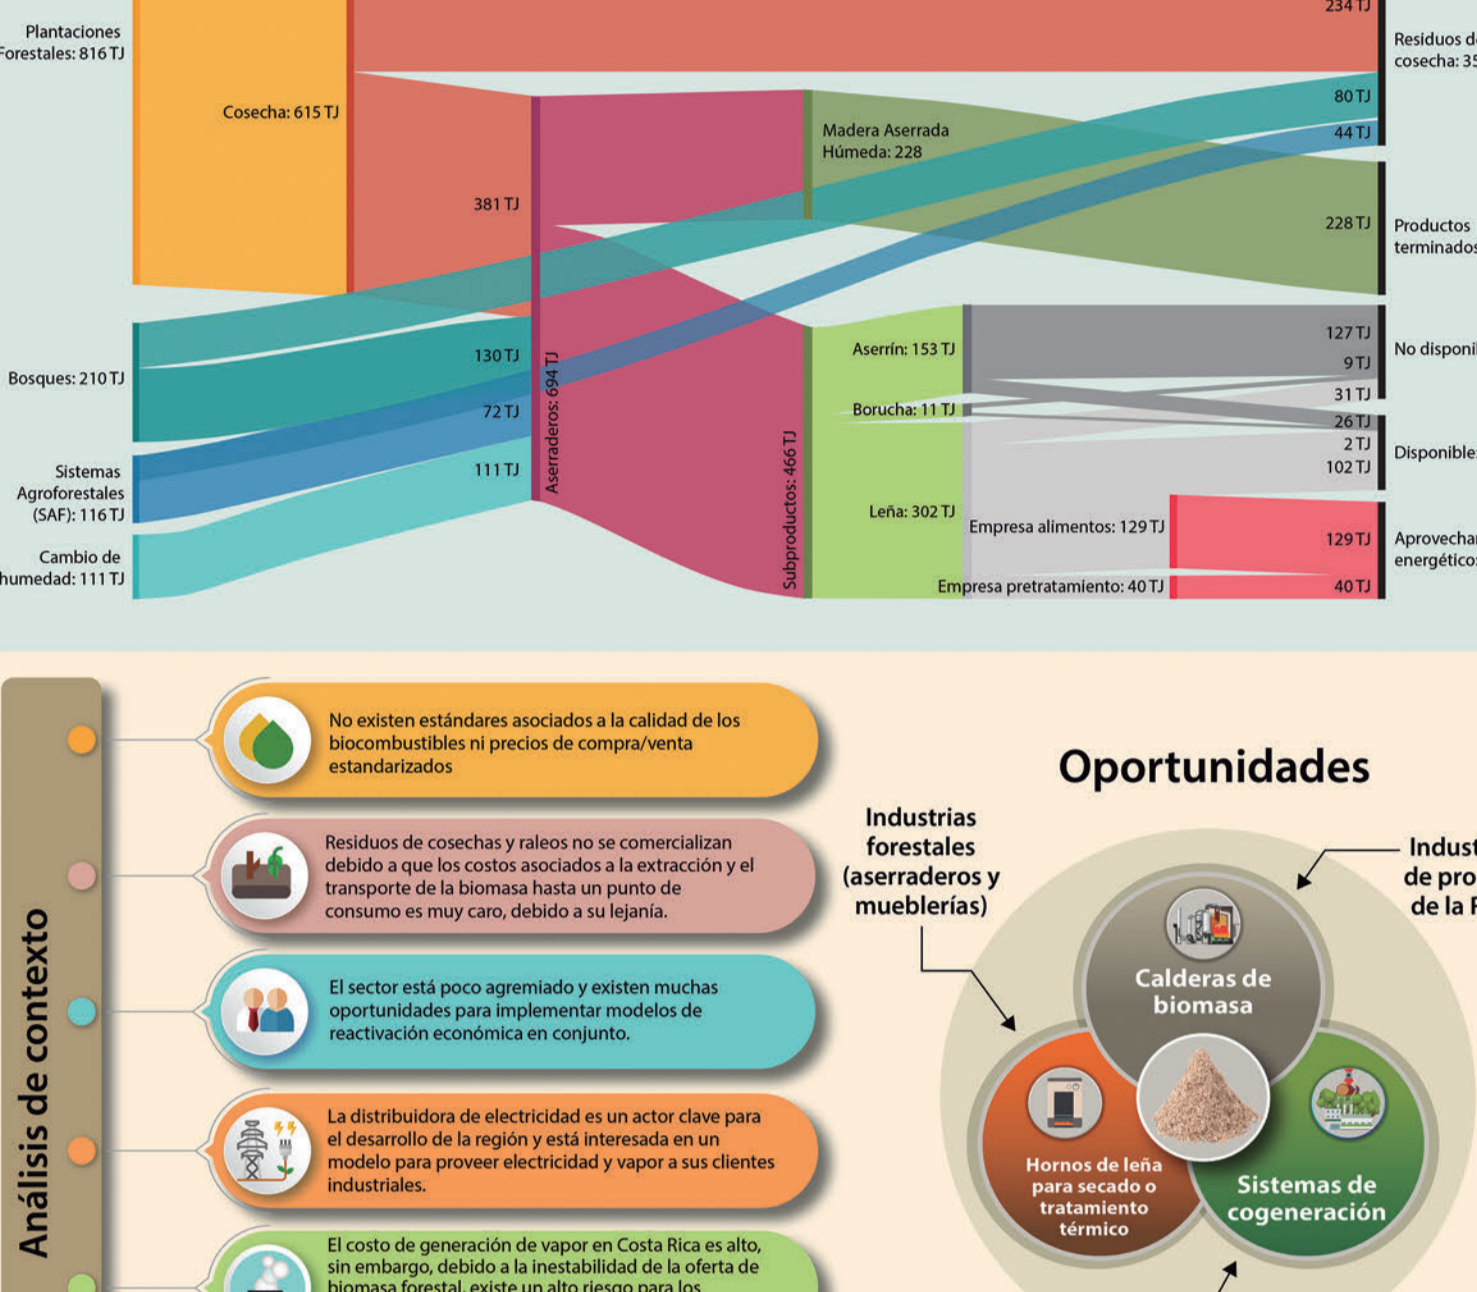 234 TJ
Plantaciones
Forestales: 816 TJ
Residuos de
cosecha: 35
Cosecha: 615 TJ
80 TJ
44 TJ
Madera Aserrada
Húmeda: 228
381 TJ
228 TJ
Productos
terminados
130 TJ
72 TJ
111 TJ
Aserraderos: 694 TJ
Bosques: 210 TJ
Sistemas
Agroforestales
(SAF): 116 TJ
Cambio de
humedad: 111 TJ
Subproductos: 466 TJ
Aserrín: 153 TJ
Borucha: 11 TJ
Leña: 302 TJ
127 TJ
9 TJ
31 TJ
No disponi
26 TJ
2 TJ
102 TJ
Disponible:
Empresa alimentos: 129 TJ
129 TJ
Aprovecha
energético:
Empresa pretratamiento: 40 TJ
40 TJ
Análisis de contexto
No existen estándares asociados a la calidad de los
biocombustibles ni precios de compra/venta
estandarizados
Residuos de cosechas y raleos no se comercializan
debido a que los costos asociados a la extracción y el
transporte de la biomasa hasta un punto de
consumo es muy caro, debido a su lejanía.
El sector está poco agremiado y existen muchas
oportunidades para implementar modelos de
reactivación económica en conjunto.
La distribuidora de electricidad es un actor clave para
el desarrollo de la región y está interesada en un
modelo para proveer electricidad y vapor a sus clientes
industriales.
El costo de generación de vapor en Costa Rica es alto,
sin embargo, debido a la inestabilidad de la oferta de
biomasa forestal, existe un alto riesgo para los
Oportunidades
Industrias
forestales
(aserraderos y
mueblerías)
Indust
de pro
de la
Calderas de
biomasa
Hornos de leña
para secado o
tratamiento
térmico
Sistemas de
cogeneración